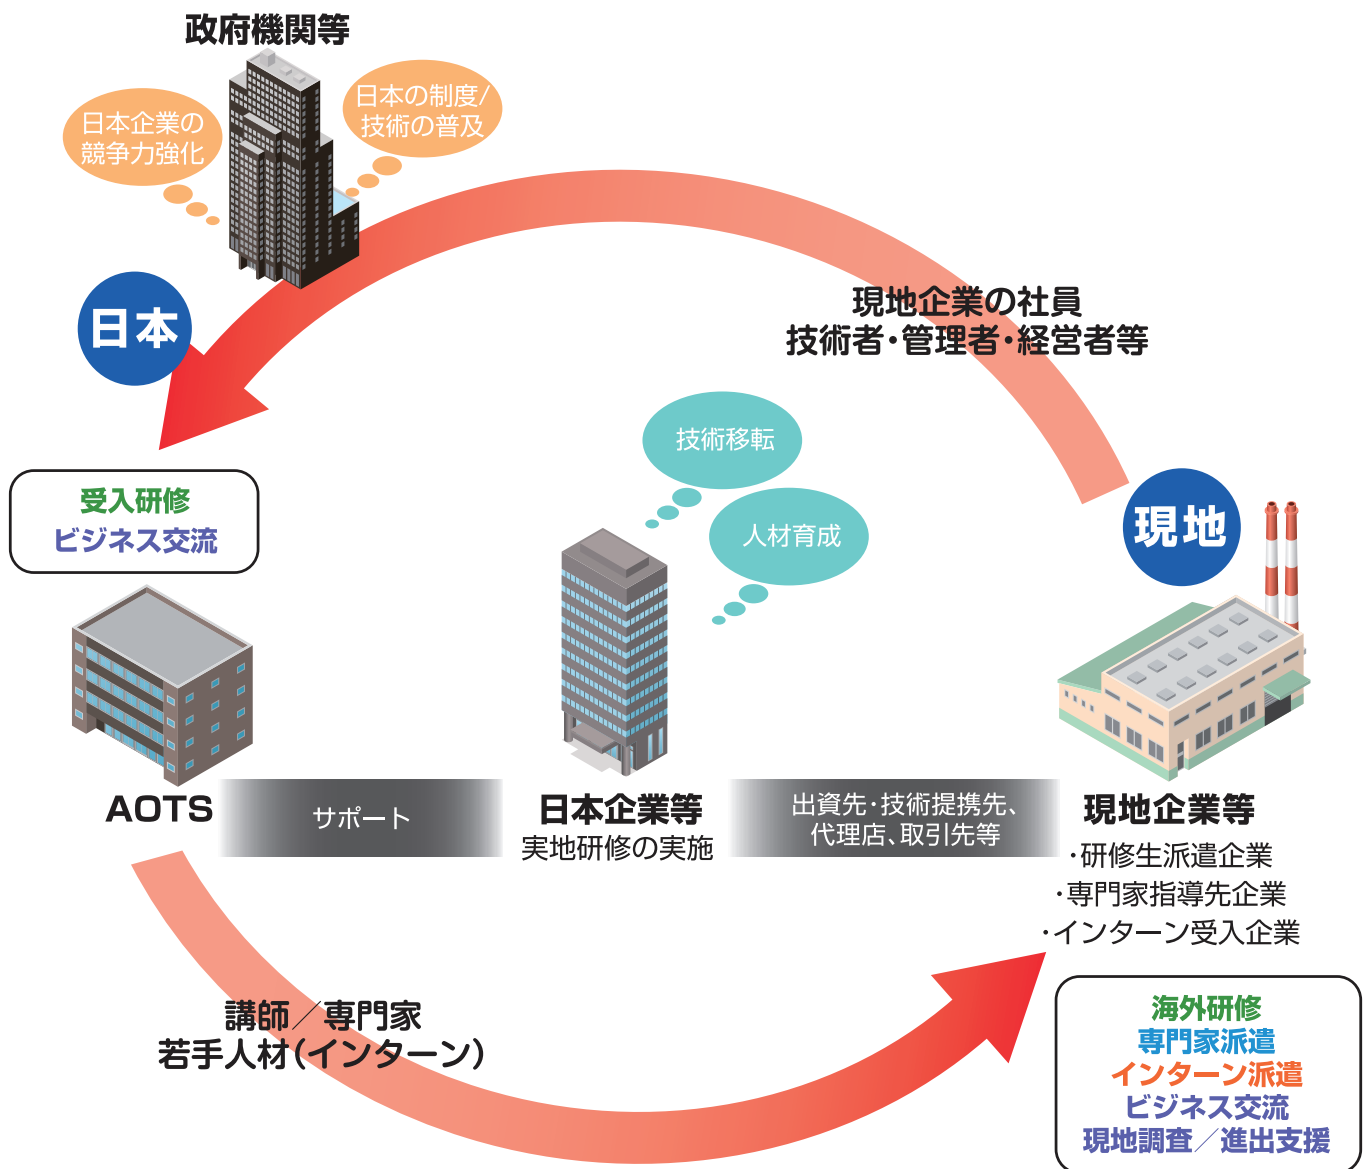 政府機関等
日本企業の
競争力強化
日本の制度/
技術の普及
日本
現地企業の社員
技術者・管理者・経営者等
技術移転
人材育成
受入研修
ビジネス交流
現地
AOTS
サポート
日本企業等
実地研修の実施
出資先・技術提携先、
代理店、取引先等
現地企業等
・研修生派遣企業
・専門家指導先企業
・インターン受入企業
講師／専門家
若手人材(インターン)
海外研修
専門家派遣
インターン派遣
ビジネス交流
現地調査／進出支援